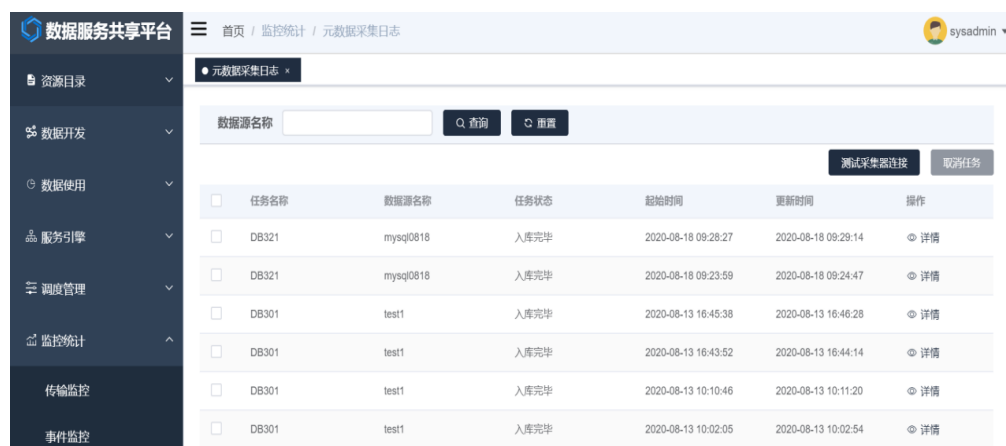 数据服务共享平台
首页 / 监控统计 / 元数据采集日志
sysadmin
资源目录
数据开发
数据使用
服务引擎
调度管理
监控统计
传输监控
事件监控
元数据采集日志 ×
数据源名称 查询 重置
测试采集器连接 取消任务
任务名称 数据源名称 任务状态 起始时间 更新时间 操作
DB321 mysql0818 入库完毕 2020-08-18 09:28:27 2020-08-18 09:29:14 详情
DB321 mysql0818 入库完毕 2020-08-18 09:23:59 2020-08-18 09:24:47 详情
DB301 test1 入库完毕 2020-08-13 16:45:38 2020-08-13 16:46:28 详情
DB301 test1 入库完毕 2020-08-13 16:43:52 2020-08-13 16:44:14 详情
DB301 test1 入库完毕 2020-08-13 10:10:46 2020-08-13 10:11:20 详情
DB301 test1 入库完毕 2020-08-13 10:02:05 2020-08-13 10:02:54 详情